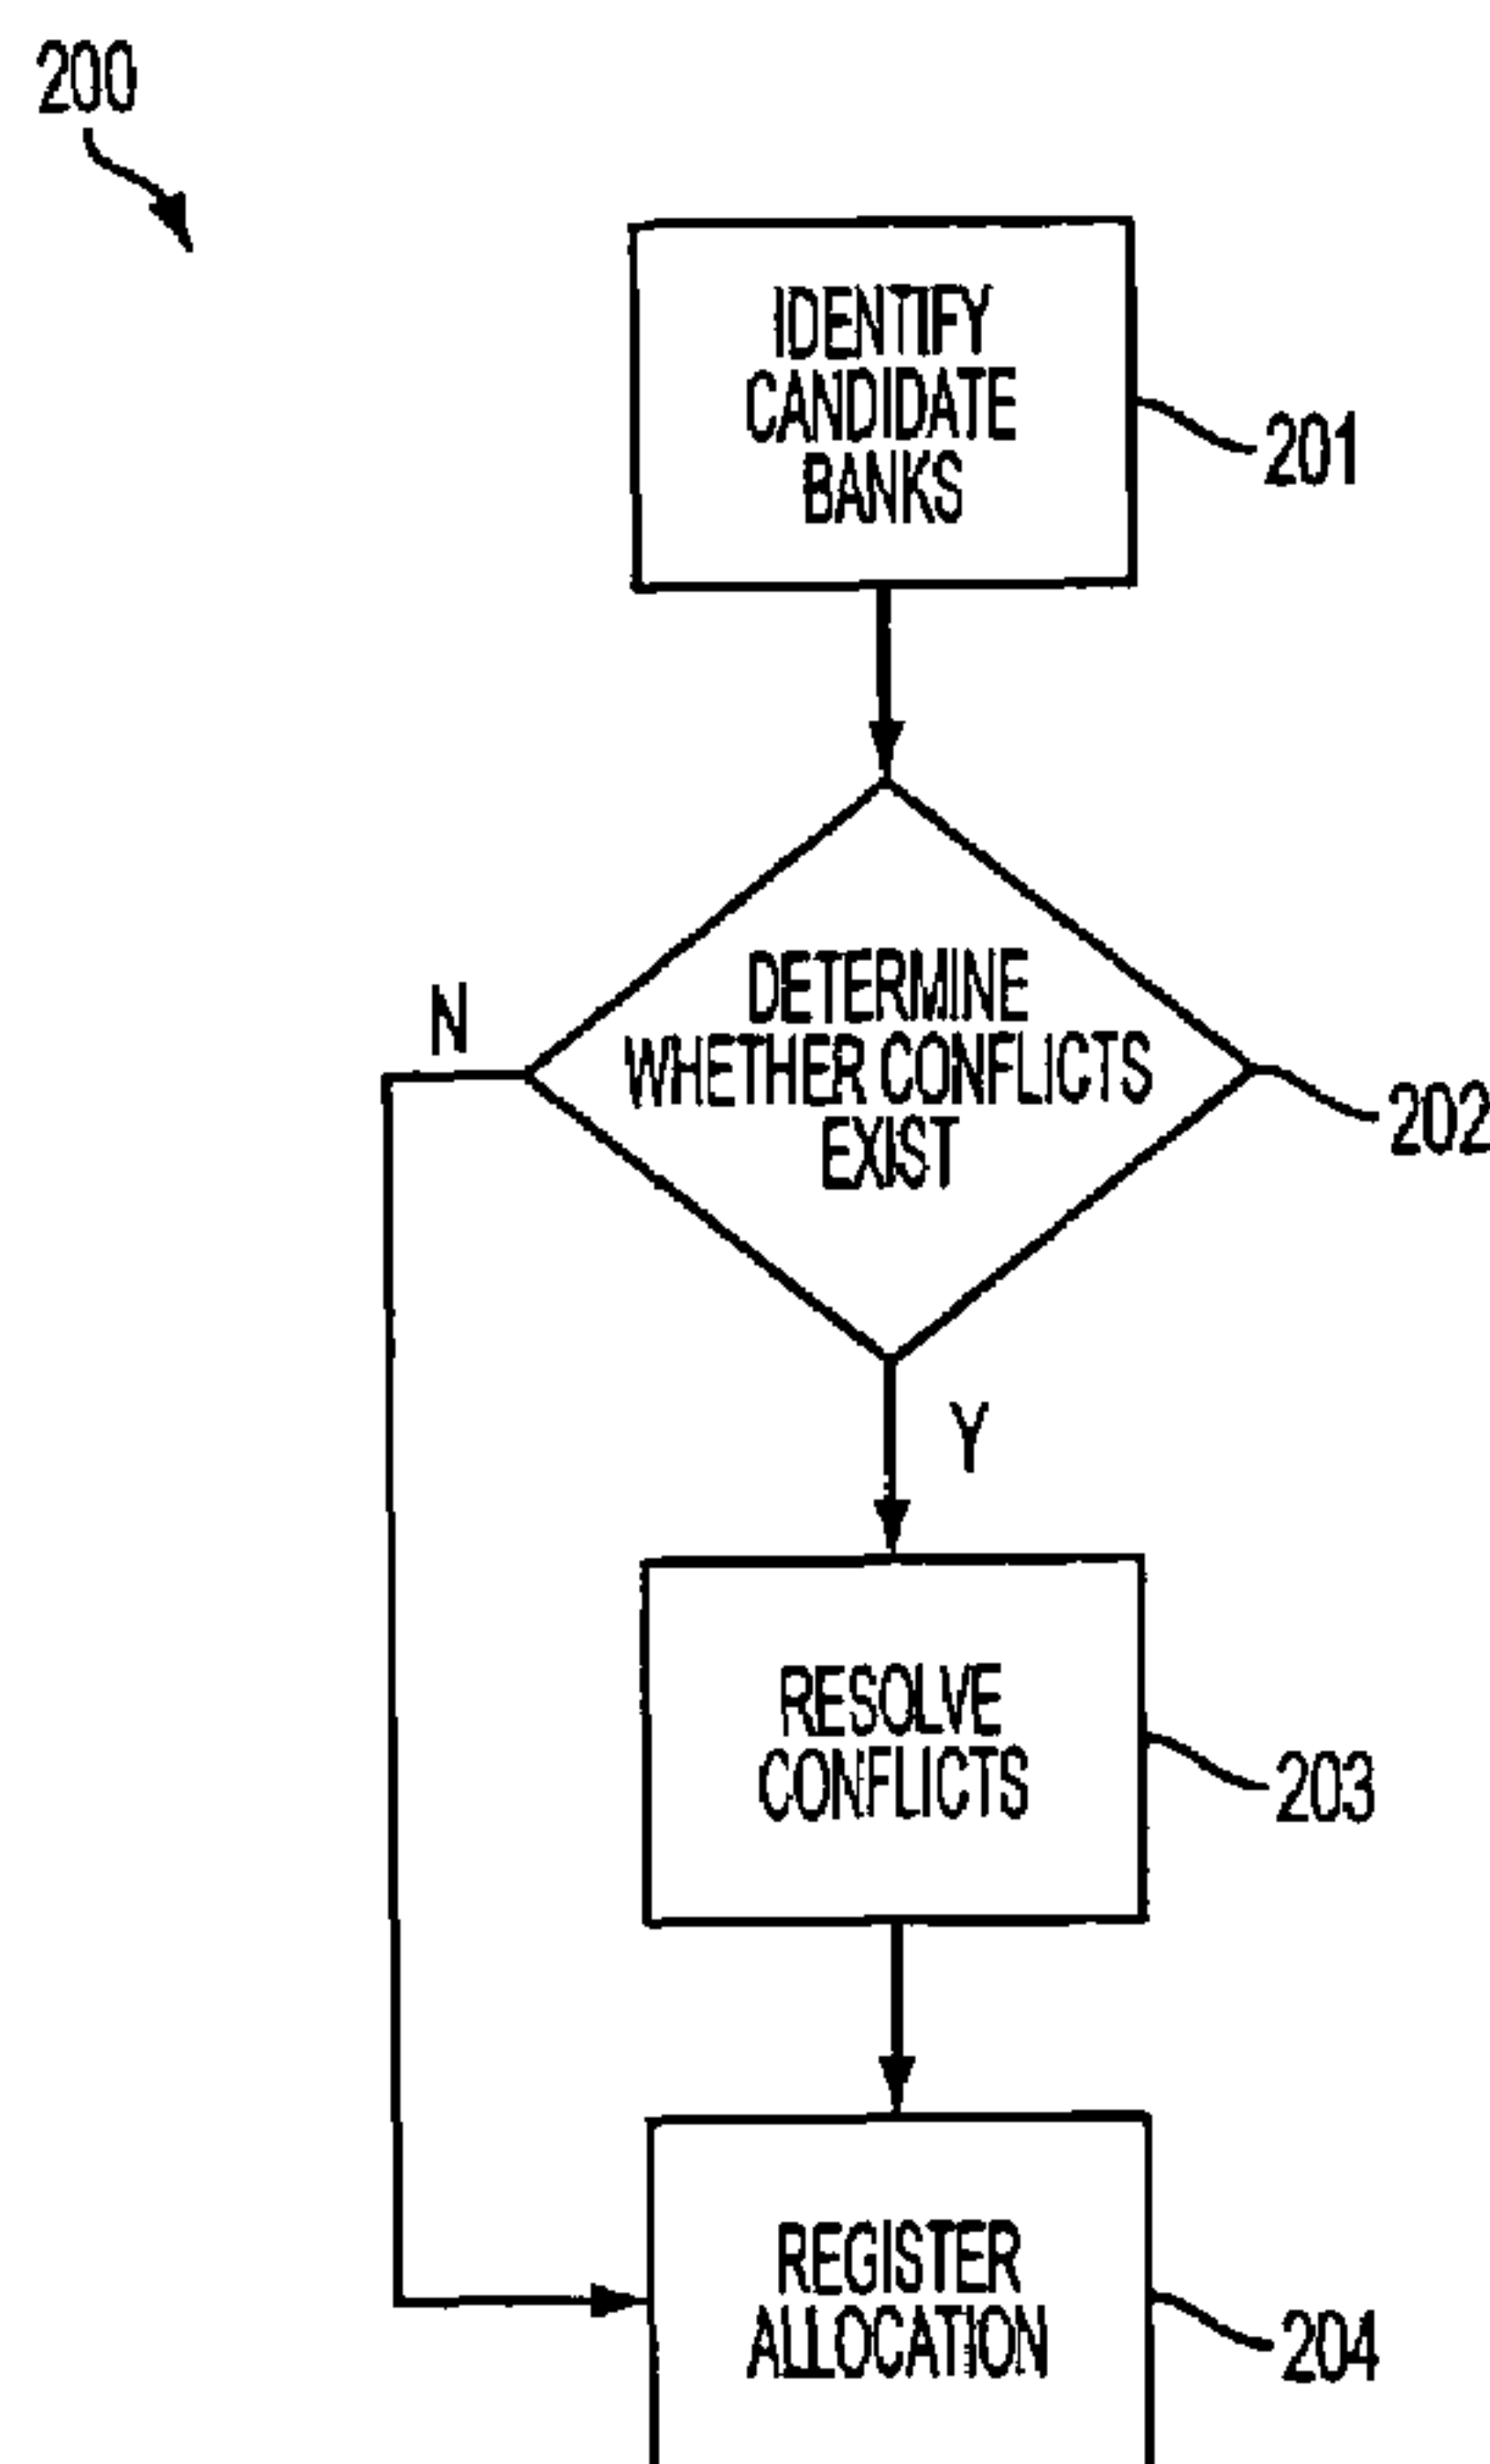 200
IDENTIFY
CANDIDATE
BANKS
201
DETERMINE
WHETHER CONFLICTS
EXIST
N
202
Y
RESOLVE
CONFLICTS
203
REGISTER
ALLOCATION
204